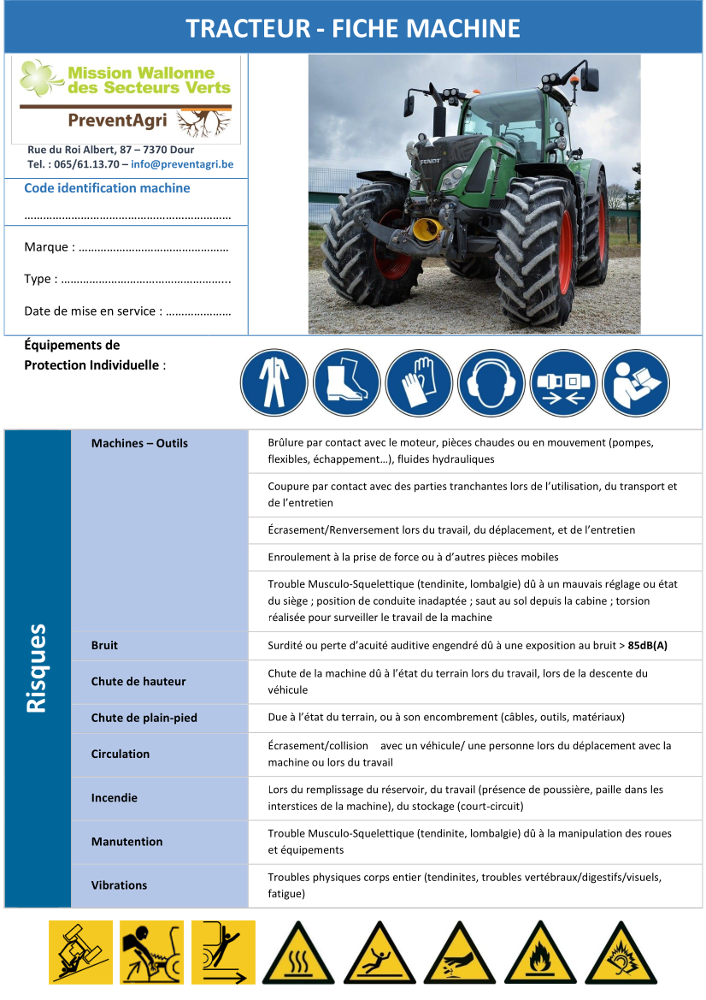 TRACTEUR - FICHE MACHINE
Mission Wallonne
des Secteurs Verts
PreventAgri
Rue du Roi Albert, 87 – 7370 Dour
Tel. : 065/61.13.70 – info@preventagri.be
Code identification machine
…………………………………………………………
Marque : …………………………………………
Type : ……………………………………………...
Date de mise en service : …………………
FENDT
Équipements de
Protection Individuelle :
Risques
Machines – Outils
Brûlure par contact avec le moteur, pièces chaudes ou en mouvement (pompes,
flexibles, échappement…), fluides hydrauliques
Coupure par contact avec des parties tranchantes lors de l’utilisation, du transport et
de l’entretien
Écrasement/Renversement lors du travail, du déplacement, et de l’entretien
Enroulement à la prise de force ou à d’autres pièces mobiles
Trouble Musculo-Squelettique (tendinite, lombalgie) dû à un mauvais réglage ou état
du siège ; position de conduite inadaptée ; saut au sol depuis la cabine ; torsion
réalisée pour surveiller le travail de la machine
Bruit
Surdité ou perte d’acuité auditive engendré dû à une exposition au bruit > 85dB(A)
Chute de hauteur
Chute de la machine dû à l’état du terrain lors du travail, lors de la descente du
véhicule
Chute de plain-pied
Due à l’état du terrain, ou à son encombrement (câbles, outils, matériaux)
Circulation
Écrasement/collision avec un véhicule/ une personne lors du déplacement avec la
machine ou lors du travail
Incendie
Lors du remplissage du réservoir, du travail (présence de poussière, paille dans les
interstices de la machine), du stockage (court-circuit)
Manutention
Trouble Musculo-Squelettique (tendinite, lombalgie) dû à la manipulation des roues
et équipements
Vibrations
Troubles physiques corps entier (tendinites, troubles vertébraux/digestifs/visuels,
fatigue)